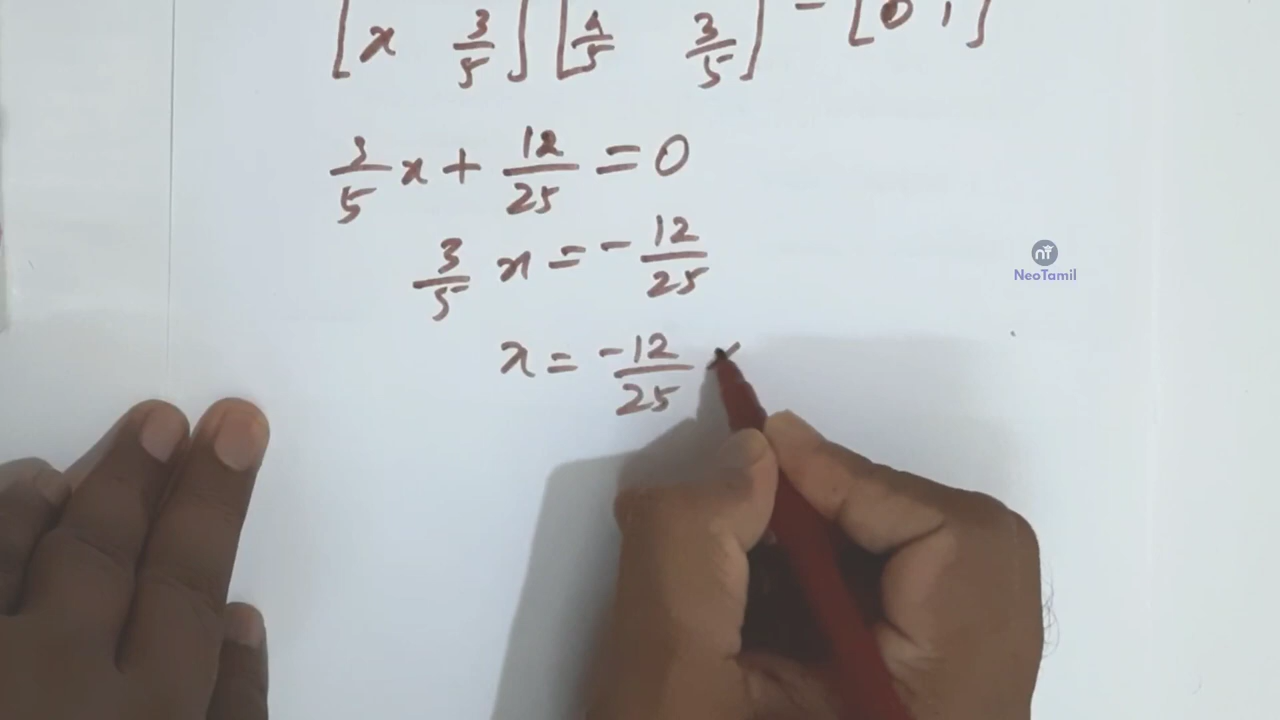 [x 3/5] [4/5 3/5] = [0 1]
3/5 x + 12/25 = 0
3/5 x = - 12/25
x = -12/25 ×
NeoTamil